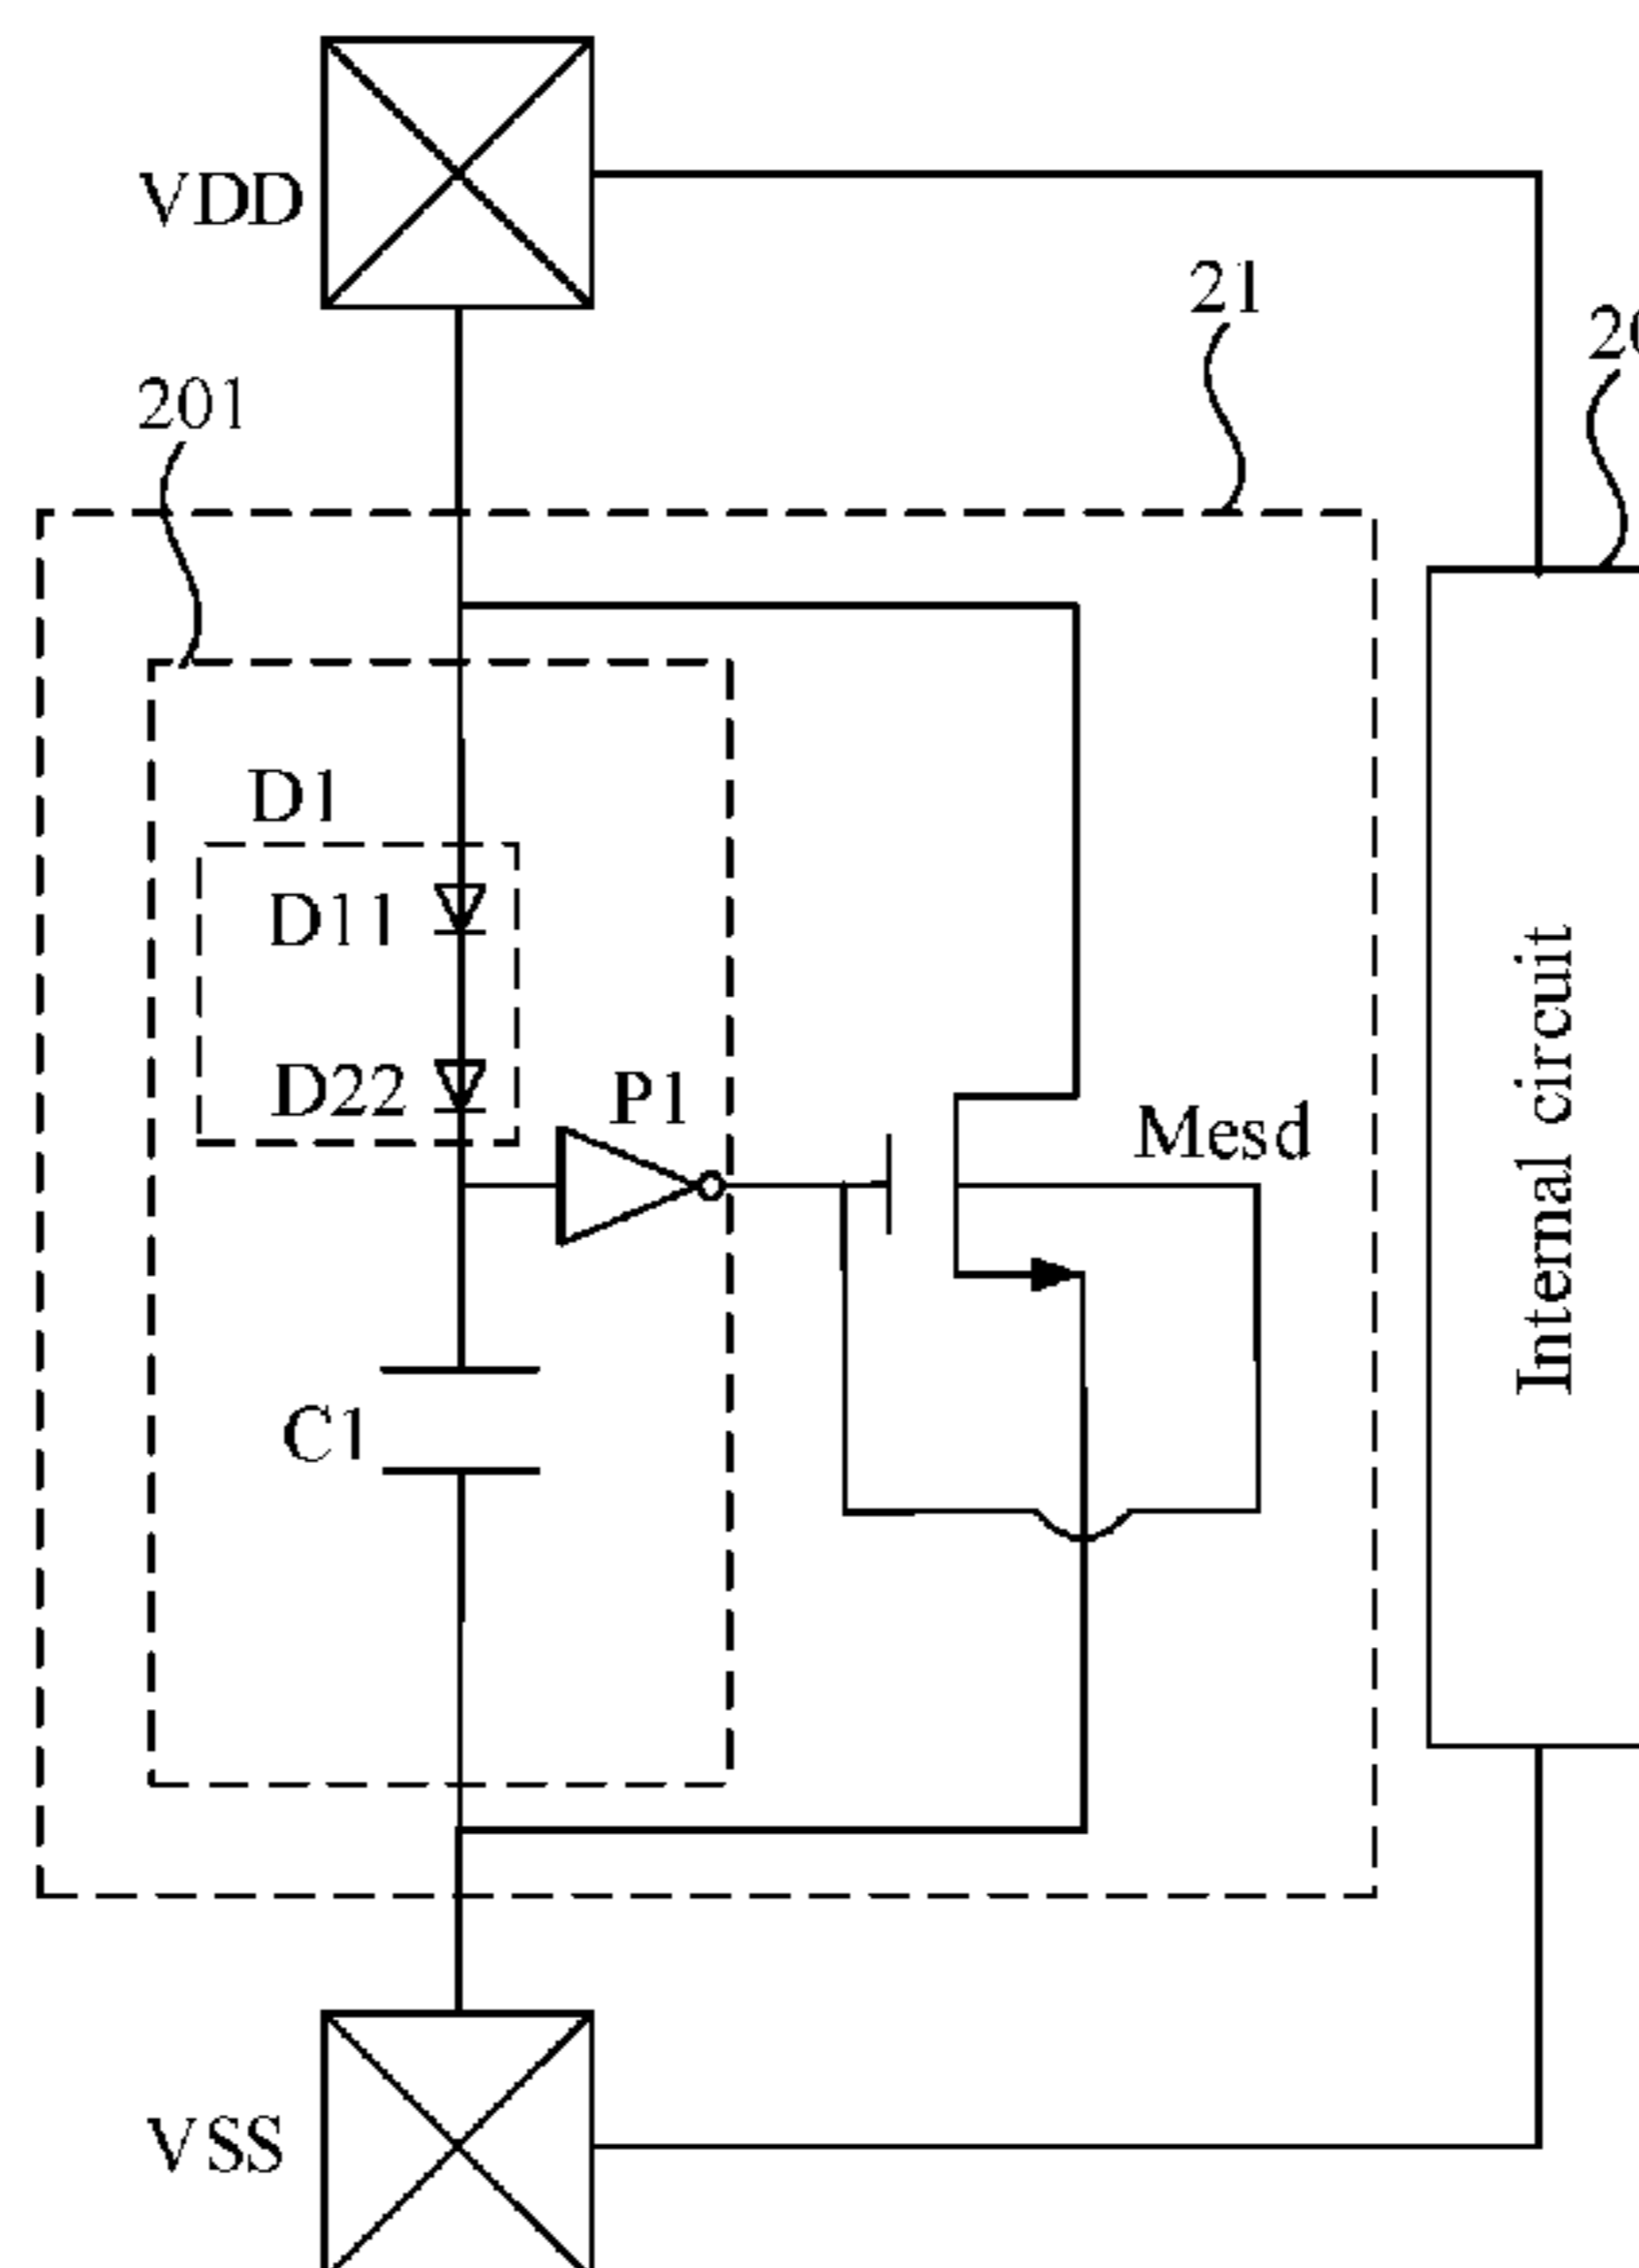 VDD
21
201
D1
D11
D22
P1
Mesd
Internal circuit
C1
VSS